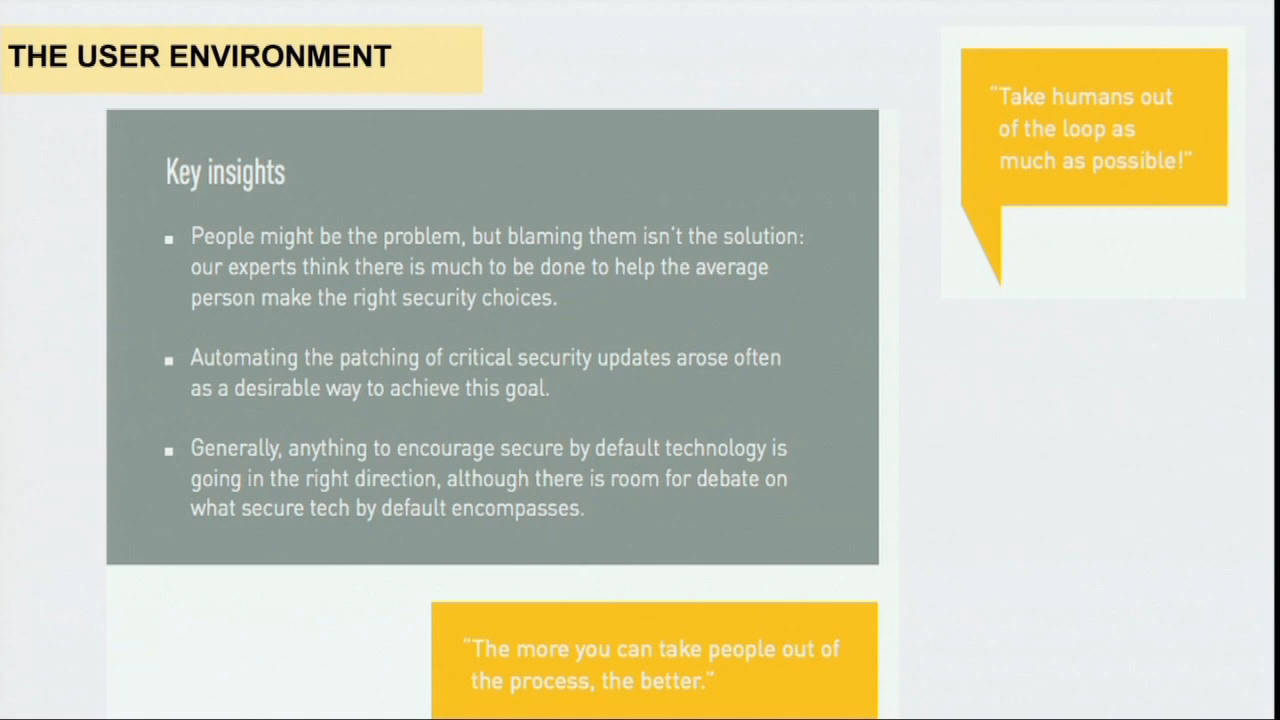 THE USER ENVIRONMENT
"Take humans out
of the loop as
much as possible!"
Key insights
▪ People might be the problem, but blaming them isn't the solution:
our experts think there is much to be done to help the average
person make the right security choices.
▪ Automating the patching of critical security updates arose often
as a desirable way to achieve this goal.
▪ Generally, anything to encourage secure by default technology is
going in the right direction, although there is room for debate on
what secure tech by default encompasses.
"The more you can take people out of
the process, the better."